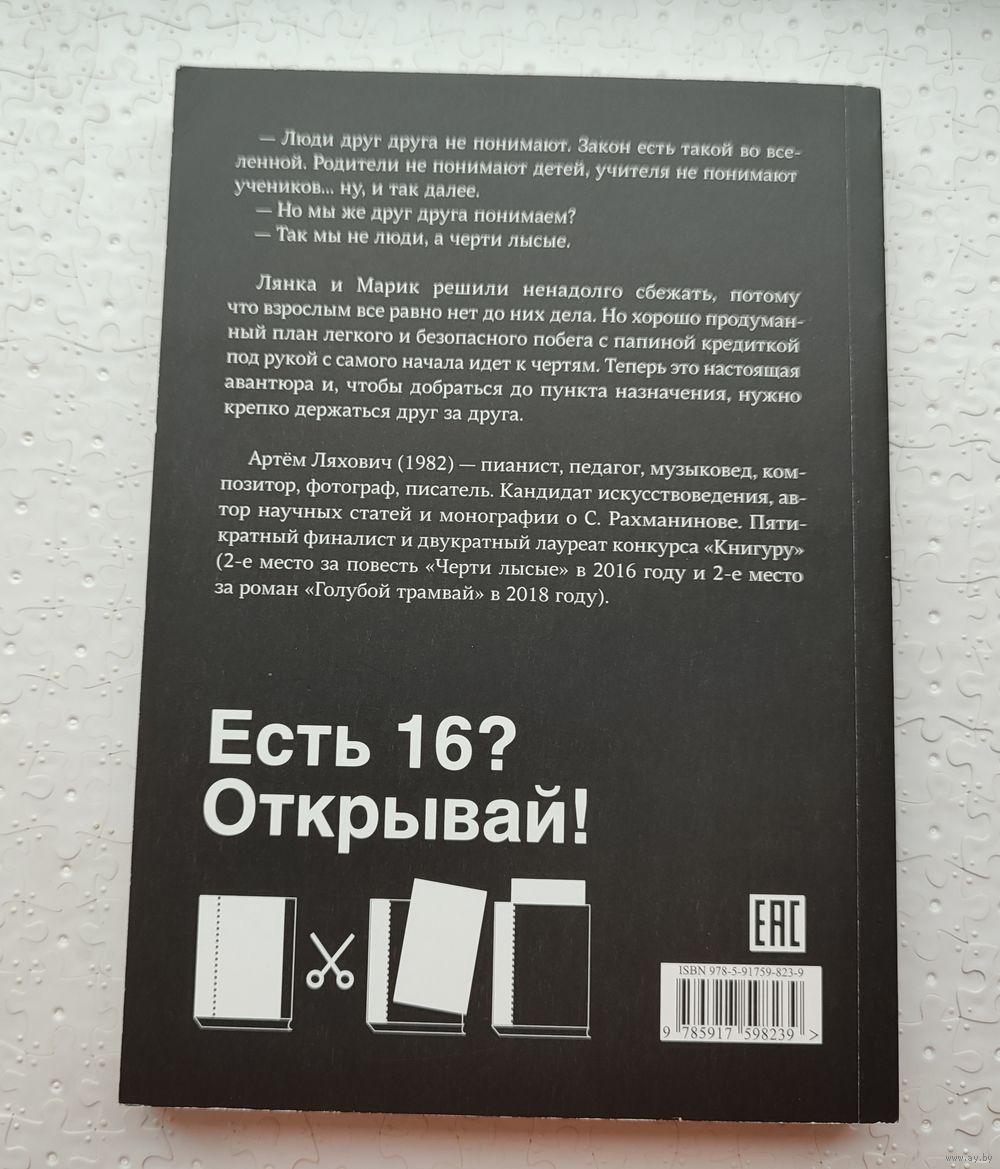 — Люди друг друга не понимают. Закон есть такой во все-
ленной. Родители не понимают детей, учителя не понимают
учеников... ну, и так далее.
— Но мы же друг друга понимаем?
— Так мы не люди, а черти лысые.
Лянка и Марик решили ненадолго сбежать, потому
что взрослым все равно нет до них дела. Но хорошо продуман-
ный план легкого и безопасного побега с папиной кредиткой
под рукой с самого начала идет к чертям. Теперь это настоящая
авантюра и, чтобы добраться до пункта назначения, нужно
крепко держаться друг за друга.
Артём Ляхович (1982) — пианист, педагог, музыковед, ком-
позитор, фотограф, писатель. Кандидат искусствоведения, ав-
тор научных статей и монографии о С. Рахманинове. Пяти-
кратный финалист и двукратный лауреат конкурса «Книгуру»
(2-е место за повесть «Черти лысые» в 2016 году и 2-е место
за роман «Голубой трамвай» в 2018 году).
Есть 16?
Открывай!
EAC
ISBN 978-5-91759-823-9
9 785917 598239 >
www.ay.by